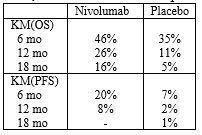 Nivolumab Placebo
KM(OS)
6 mo 46% 35%
12 mo 26% 11%
18 mo 16% 5%
KM(PFS)
6 mo 20% 7%
12 mo 8% 2%
18 mo - 1%